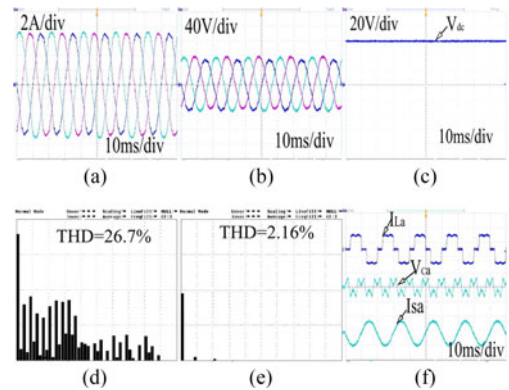 2A/div
10ms/div
(a)
40V/div
10ms/div
(b)
20V/div
Vdc
10ms/div
(c)
Normal Mode
THD=26.7%
(d)
Normal Mode
THD=2.16%
(e)
ILa
VCa
Isa
10ms/div
(f)